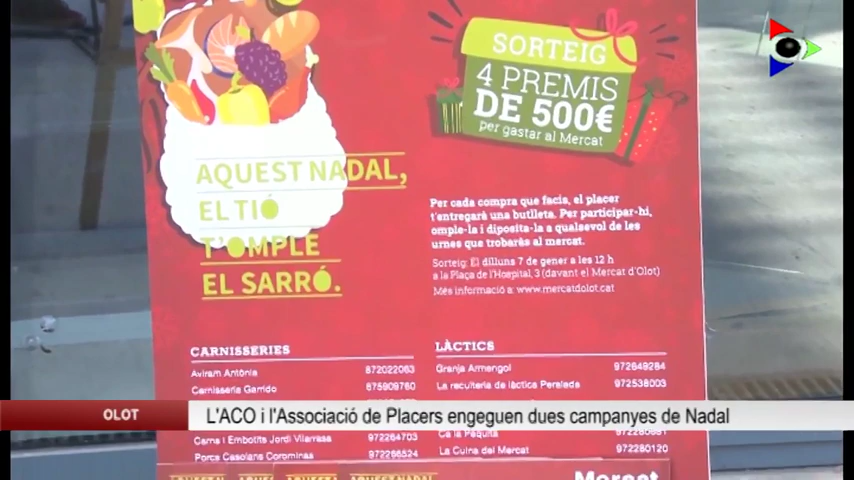 SORTEIG
4 PREMIS
DE 500€
per gastar al Mercat
AQUEST NADAL,
EL TIÓ
T'OMPLE
EL SARRÓ.
Per cada compra que facis, el placer
t'entregarà una butlleta. Per participar-hi,
omple-la i diposita-la a qualsevol de les
urnes que trobaràs al mercat.
Sorteig: El dilluns 7 de gener a les 12 h
a la Plaça de l'Hospital, 3 (davant el Mercat d'Olot)
Més informació a: www.mercatdolot.cat
CARNISSERIES
Aviram Antònia 872022063
Carnisseria Garrido 875909760
Carns i Embotits Jordi Vilarrasa 972264703
Porcs Casolans Corominas 972266524
LÀCTICS
Granja Armengol 972649284
La recuiteria de làctics Peralada 972538003
Ca la Paquita
La Cuina del Mercat 972280120
OLOT
L'ACO i l'Associació de Placers engeguen dues campanyes de Nadal
AQUEST NADAL
Mercat